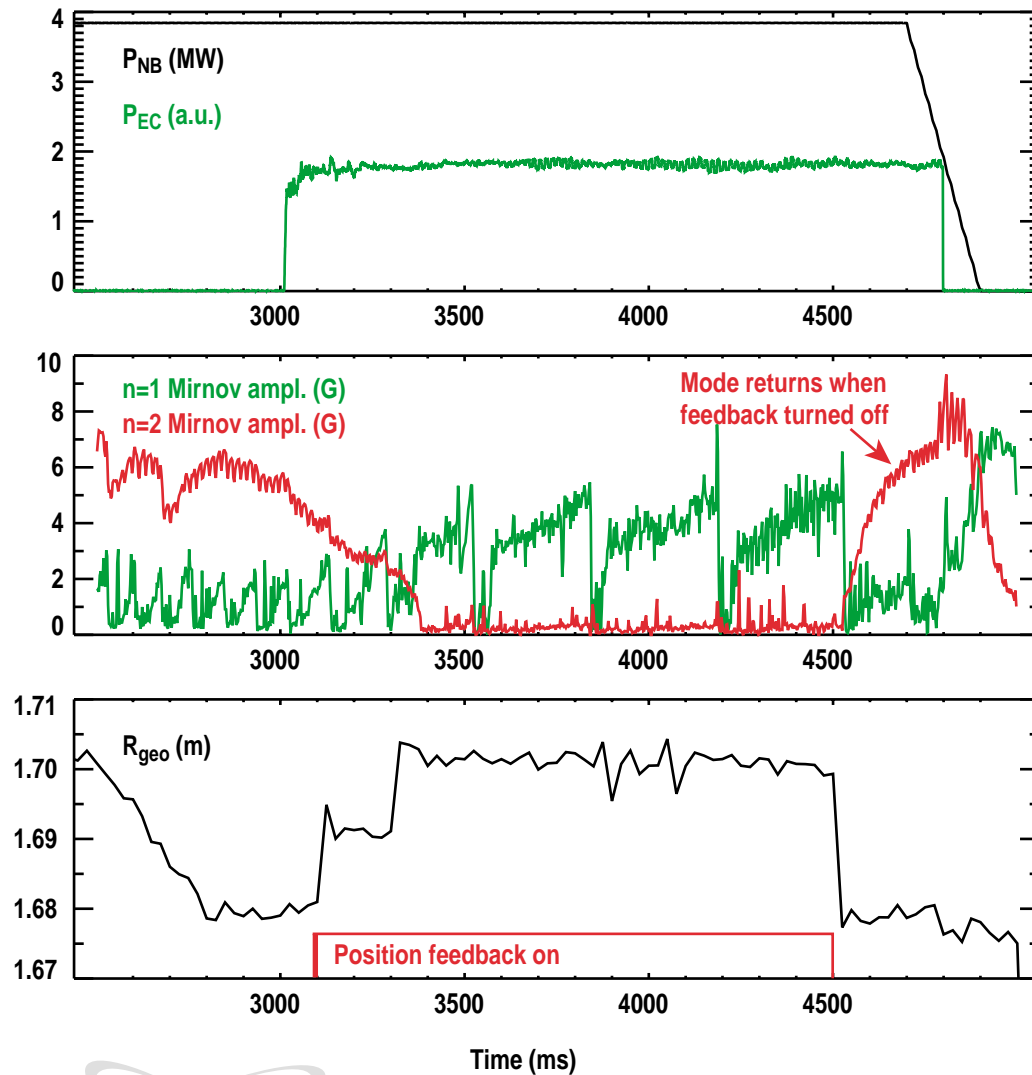 4
3
2
1
0
P_NB (MW)
P_EC (a.u.)
3000 3500 4000 4500
10
8
6
4
2
0
n=1 Mirnov ampl. (G)
n=2 Mirnov ampl. (G)
Mode returns when
feedback turned off
3000 3500 4000 4500
1.71
1.70
1.69
1.68
1.67
R_geo (m)
Position feedback on
3000 3500 4000 4500
Time (ms)